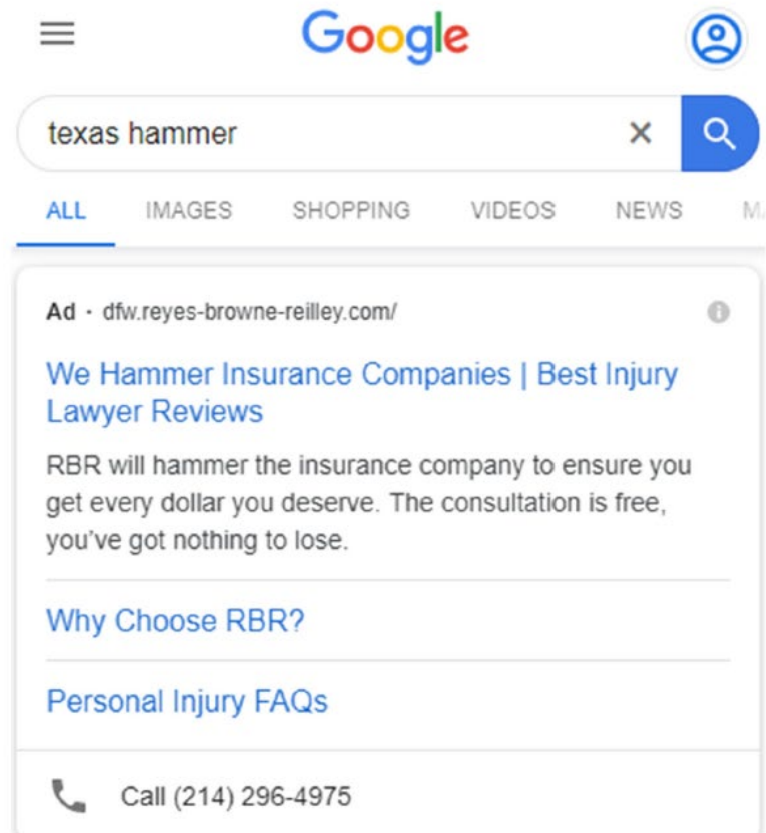 Google
texas hammer
ALL IMAGES SHOPPING VIDEOS NEWS
Ad · dfw.reyes-browne-reilley.com/
We Hammer Insurance Companies | Best Injury
Lawyer Reviews
RBR will hammer the insurance company to ensure you
get every dollar you deserve. The consultation is free,
you've got nothing to lose.
Why Choose RBR?
Personal Injury FAQs
Call (214) 296-4975